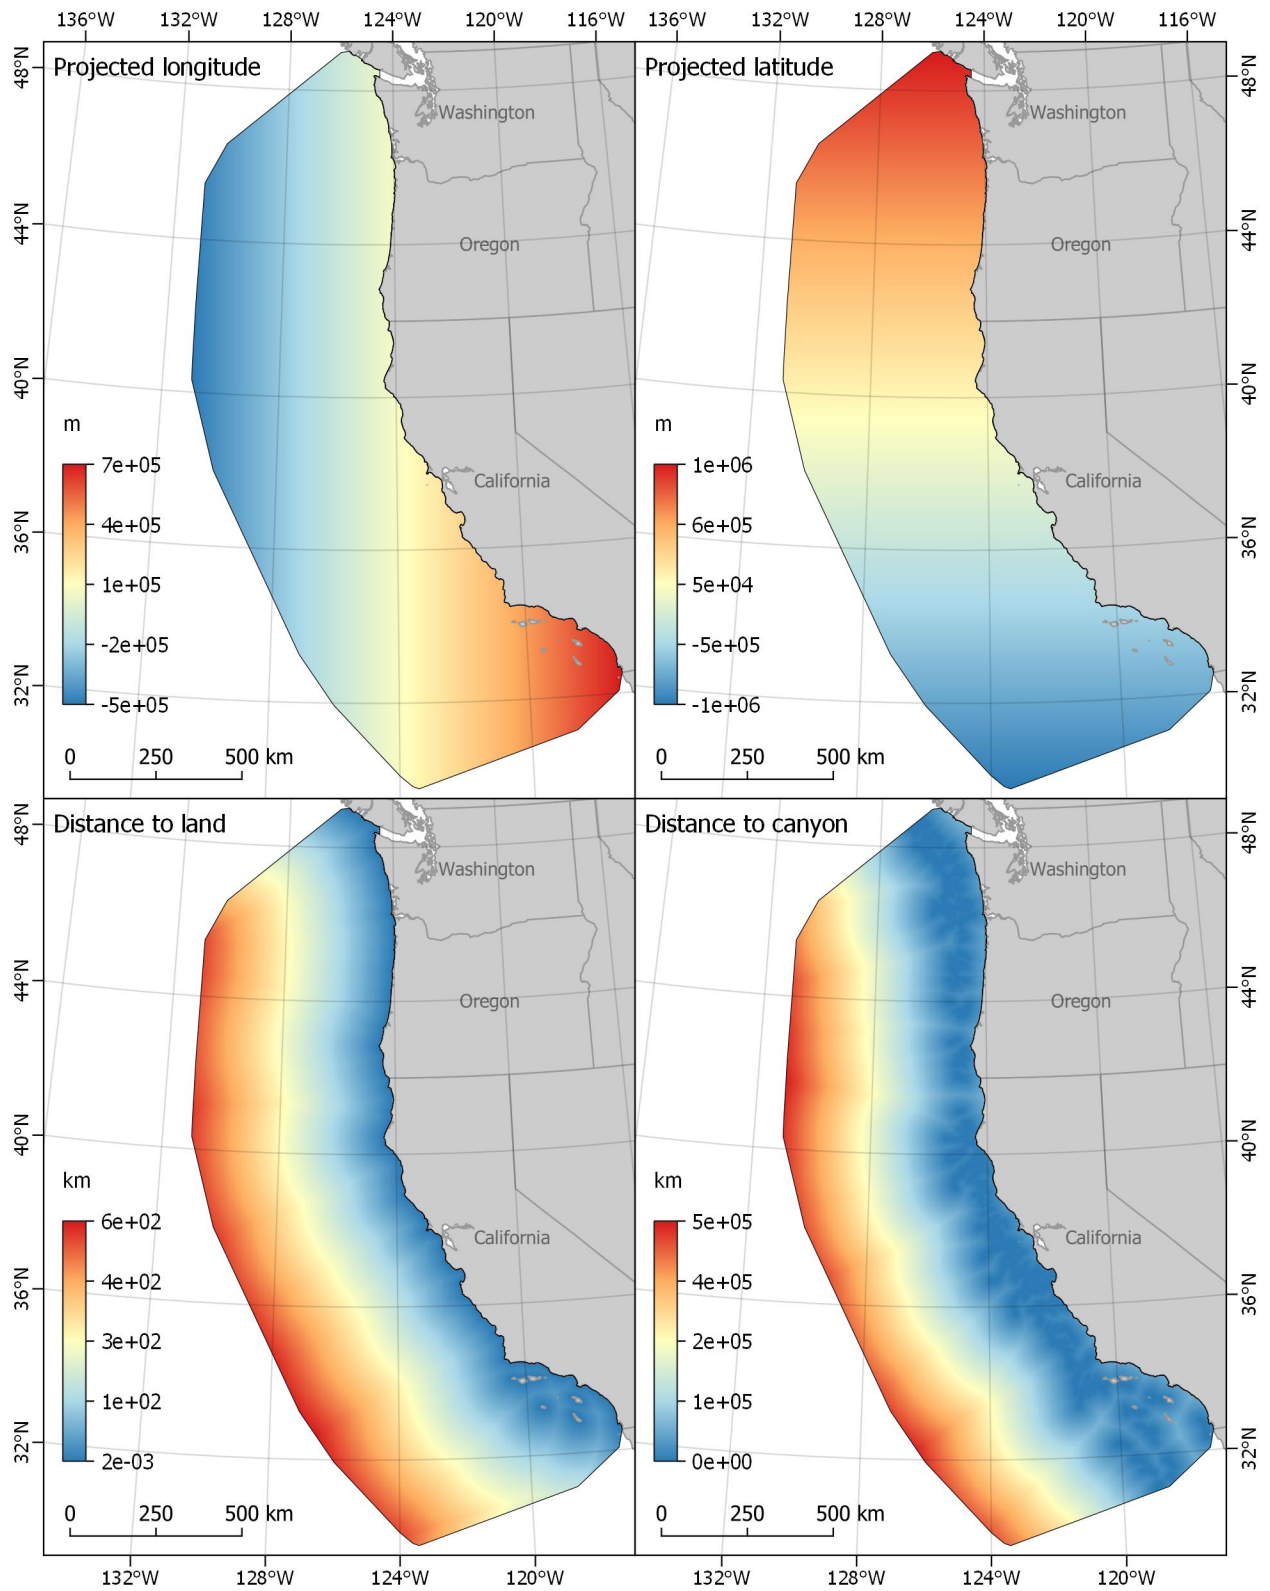 136°W 132°W 128°W 124°W 120°W 116°W 136°W 132°W 128°W 124°W 120°W 116°W
Projected longitude
48°N
Washington
44°N
Oregon
40°N
m
7e+05
California
4e+05
36°N
1e+05
-2e+05
32°N
-5e+05
0 250 500 km
Projected latitude
48°N
Washington
44°N
Oregon
40°N
m
1e+06
California
6e+05
36°N
5e+04
-5e+05
32°N
-1e+06
0 250 500 km
Distance to land
48°N
Washington
44°N
Oregon
40°N
km
6e+02
California
4e+02
36°N
3e+02
1e+02
32°N
2e-03
0 250 500 km
Distance to canyon
48°N
Washington
44°N
Oregon
40°N
km
5e+05
California
4e+05
36°N
2e+05
1e+05
32°N
0e+00
0 250 500 km
132°W 128°W 124°W 120°W 132°W 128°W 124°W 120°W